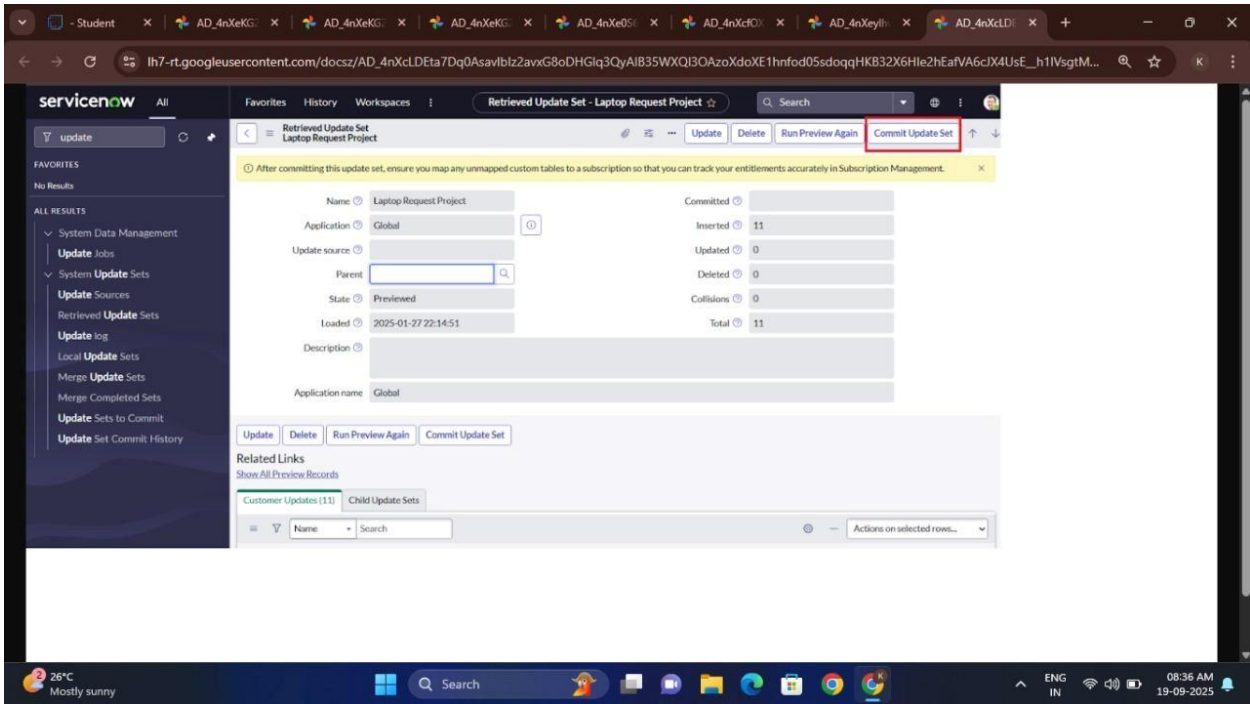 - Student
AD_4nXeKG
AD_4nXeKG
AD_4nXeKG
AD_4nXe0S
AD_4nXcfOX
AD_4nXeylh
AD_4nXcLDE
lh7-rt.googleusercontent.com/docsz/AD_4nXcLDEta7Dq0AsavIbIz2avxG8oDHGlq3QyAIB35WXQl3OAzoXdoXE1hnfod05sdoqqHKB32X6HIe2hEafVA6cJX4UsE_h1lVsgtM...
K
servicenow All Favorites History Workspaces Retrieved Update Set - Laptop Request Project Search
update
Retrieved Update Set
Laptop Request Project
Update Delete Run Preview Again Commit Update Set
FAVORITES
No Results
ALL RESULTS
System Data Management
Update Jobs
System Update Sets
Update Sources
Retrieved Update Sets
Update log
Local Update Sets
Merge Update Sets
Merge Completed Sets
Update Sets to Commit
Update Set Commit History
After committing this update set, ensure you map any unmapped custom tables to a subscription so that you can track your entitlements accurately in Subscription Management.
Name Laptop Request Project Committed
Application Global Inserted 11
Update source Updated 0
Parent Deleted 0
State Previewed Collisions 0
Loaded 2025-01-27 22:14:51 Total 11
Description
Application name Global
Update Delete Run Preview Again Commit Update Set
Related Links
Show All Preview Records
Customer Updates (11) Child Update Sets
Name Search Actions on selected rows...
2
26°C
Mostly sunny
Search
ENG
IN
08:36 AM
19-09-2025